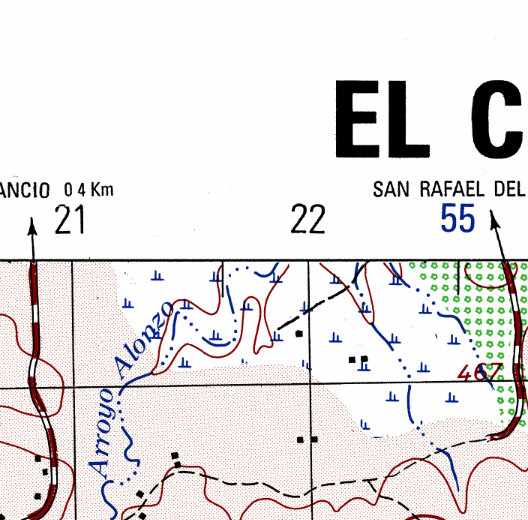 EL C
ANCIO 0 4 Km
SAN RAFAEL DEL
21
22
55
Arroyo Alonzo
467